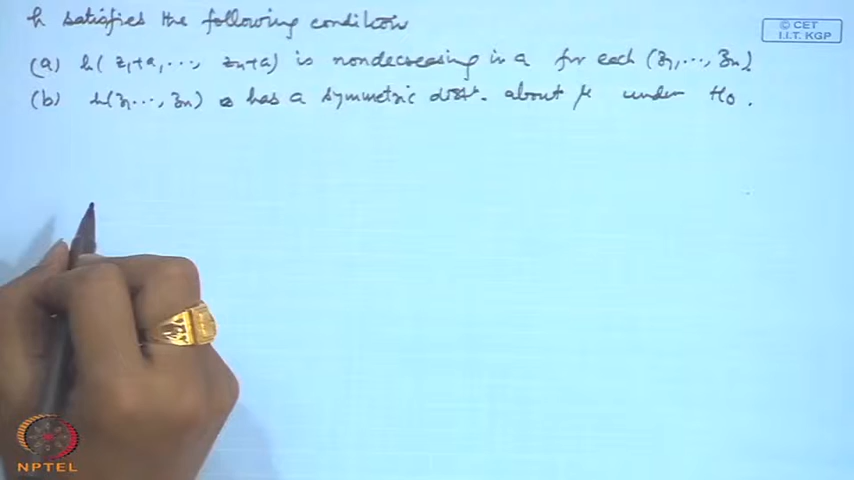 h satisfies the following condition
© CET
I.I.T. KGP
(a) h(z₁+a, ..., zₙ+a) is nondecreasing in a for each (z₁, ..., zₙ)
(b) h(z₁ ..., zₙ) has a symmetric distⁿ. about μ under H₀.
NPTEL